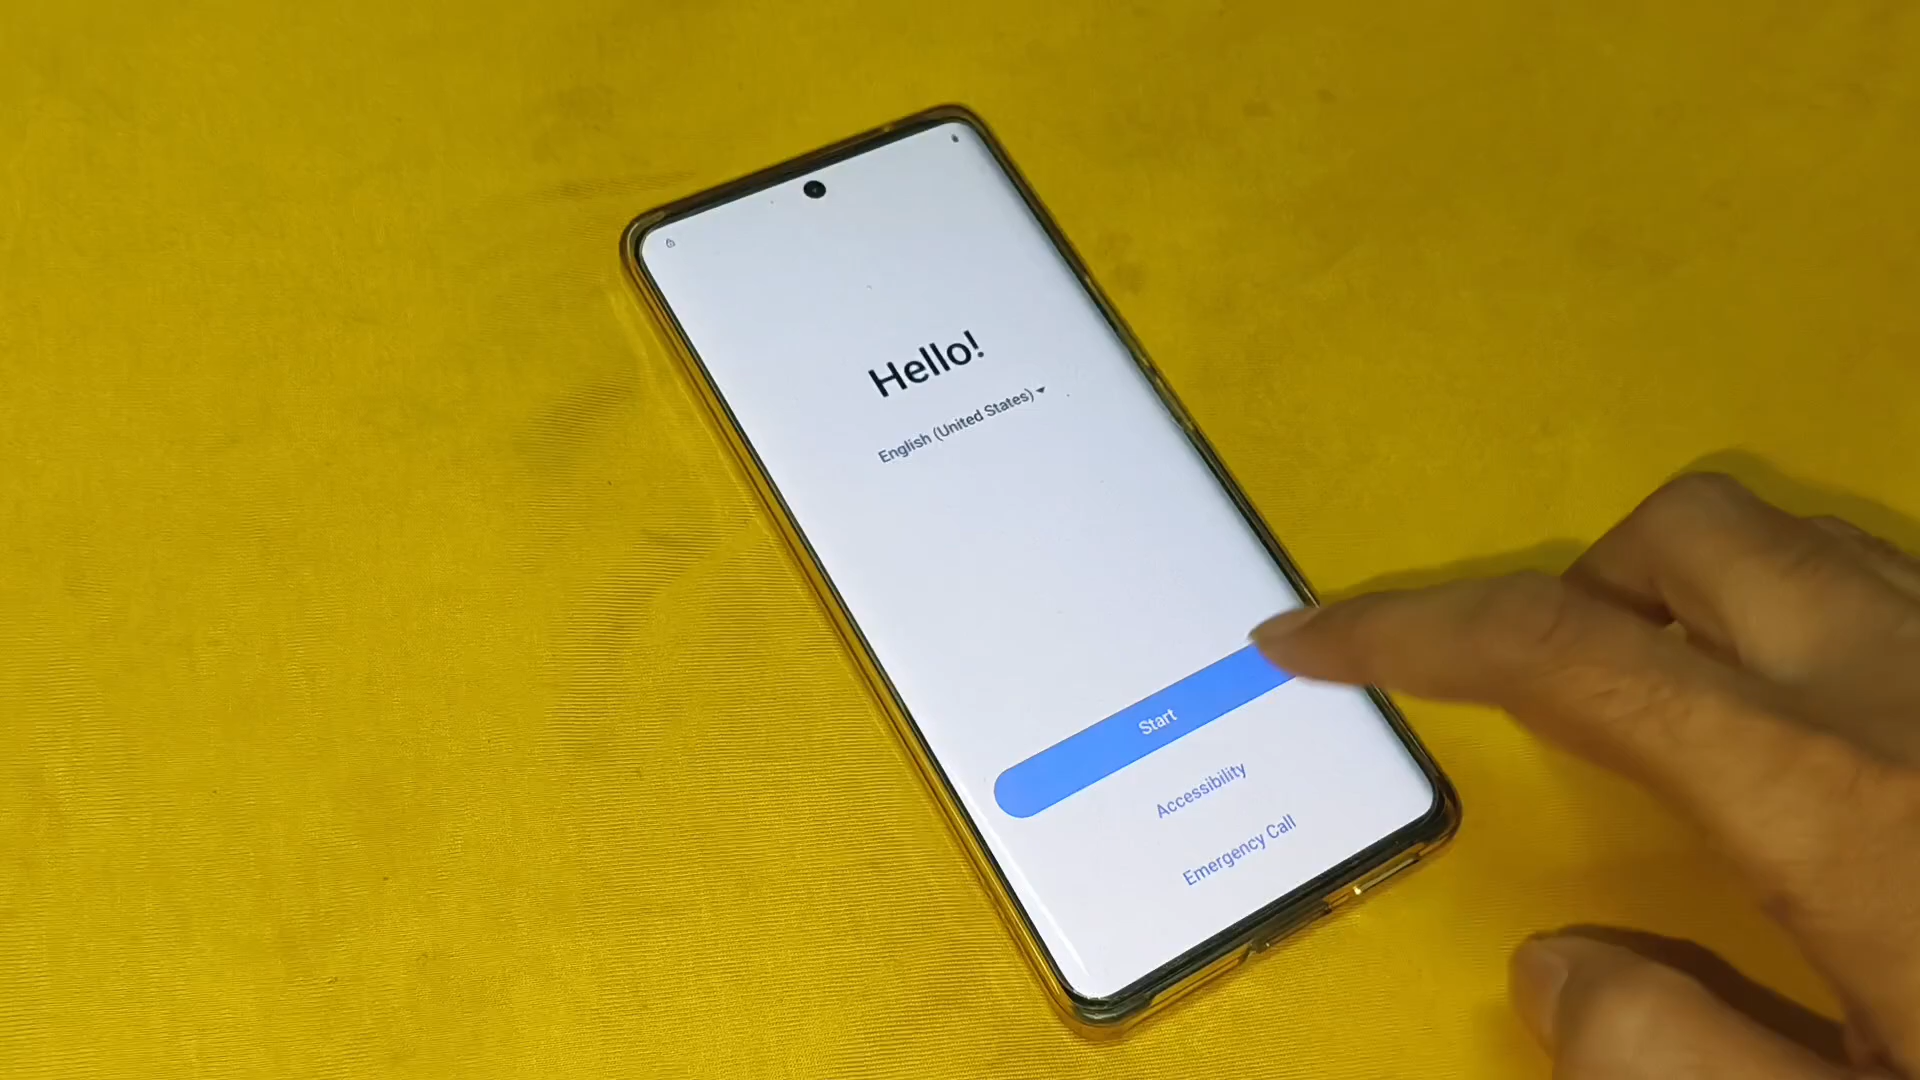 Hello!
English (United States)
Start
Accessibility
Emergency Call